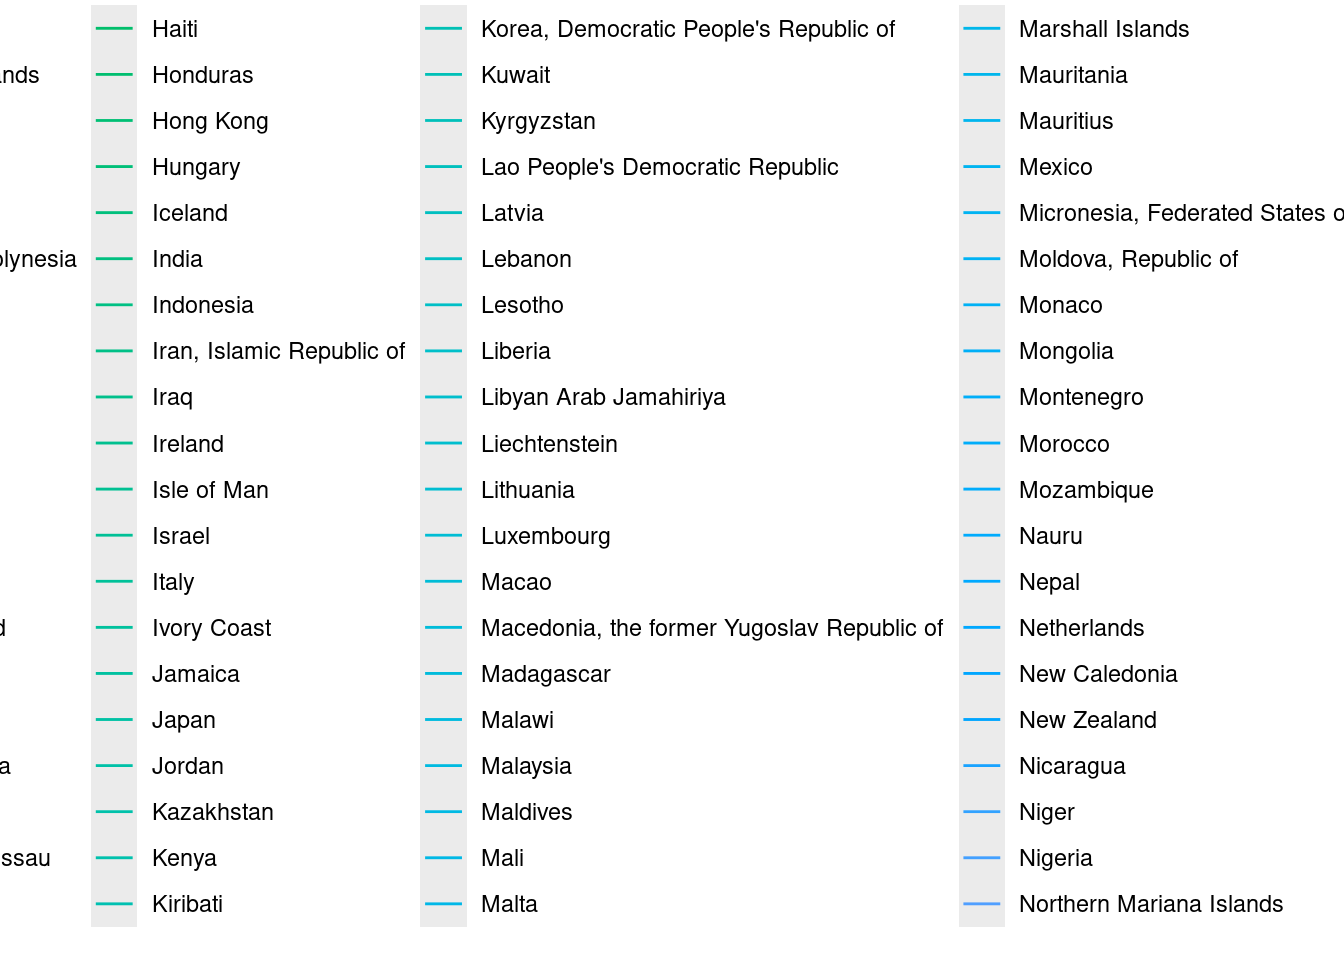 ands
olynesia
d
a
ssau
Haiti
Honduras
Hong Kong
Hungary
Iceland
India
Indonesia
Iran, Islamic Republic of
Iraq
Ireland
Isle of Man
Israel
Italy
Ivory Coast
Jamaica
Japan
Jordan
Kazakhstan
Kenya
Kiribati
Korea, Democratic People's Republic of
Kuwait
Kyrgyzstan
Lao People's Democratic Republic
Latvia
Lebanon
Lesotho
Liberia
Libyan Arab Jamahiriya
Liechtenstein
Lithuania
Luxembourg
Macao
Macedonia, the former Yugoslav Republic of
Madagascar
Malawi
Malaysia
Maldives
Mali
Malta
Marshall Islands
Mauritania
Mauritius
Mexico
Micronesia, Federated States o
Moldova, Republic of
Monaco
Mongolia
Montenegro
Morocco
Mozambique
Nauru
Nepal
Netherlands
New Caledonia
New Zealand
Nicaragua
Niger
Nigeria
Northern Mariana Islands